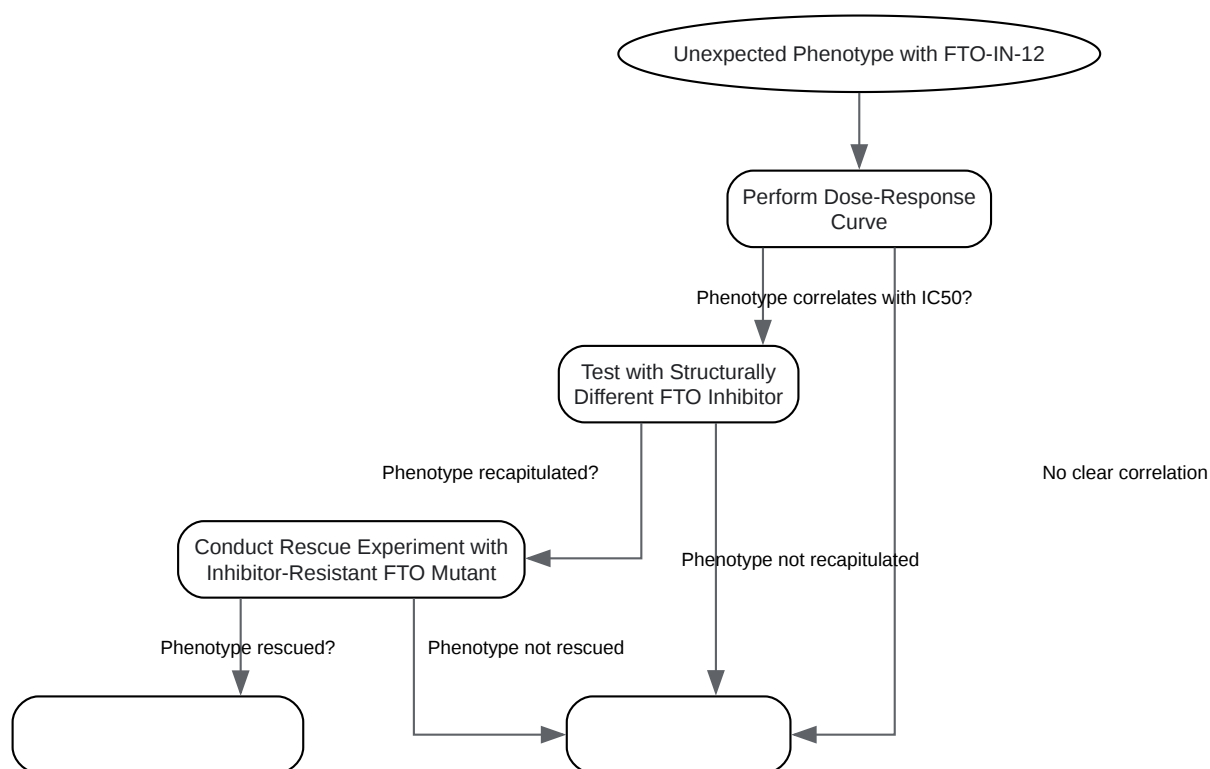 Unexpected Phenotype with FTO-IN-12
Perform Dose-Response
Curve
Phenotype correlates with IC50?
Test with Structurally
Different FTO Inhibitor
Phenotype recapitulated?
No clear correlation
Conduct Rescue Experiment with
Inhibitor-Resistant FTO Mutant
Phenotype not recapitulated
Phenotype rescued?
Phenotype not rescued